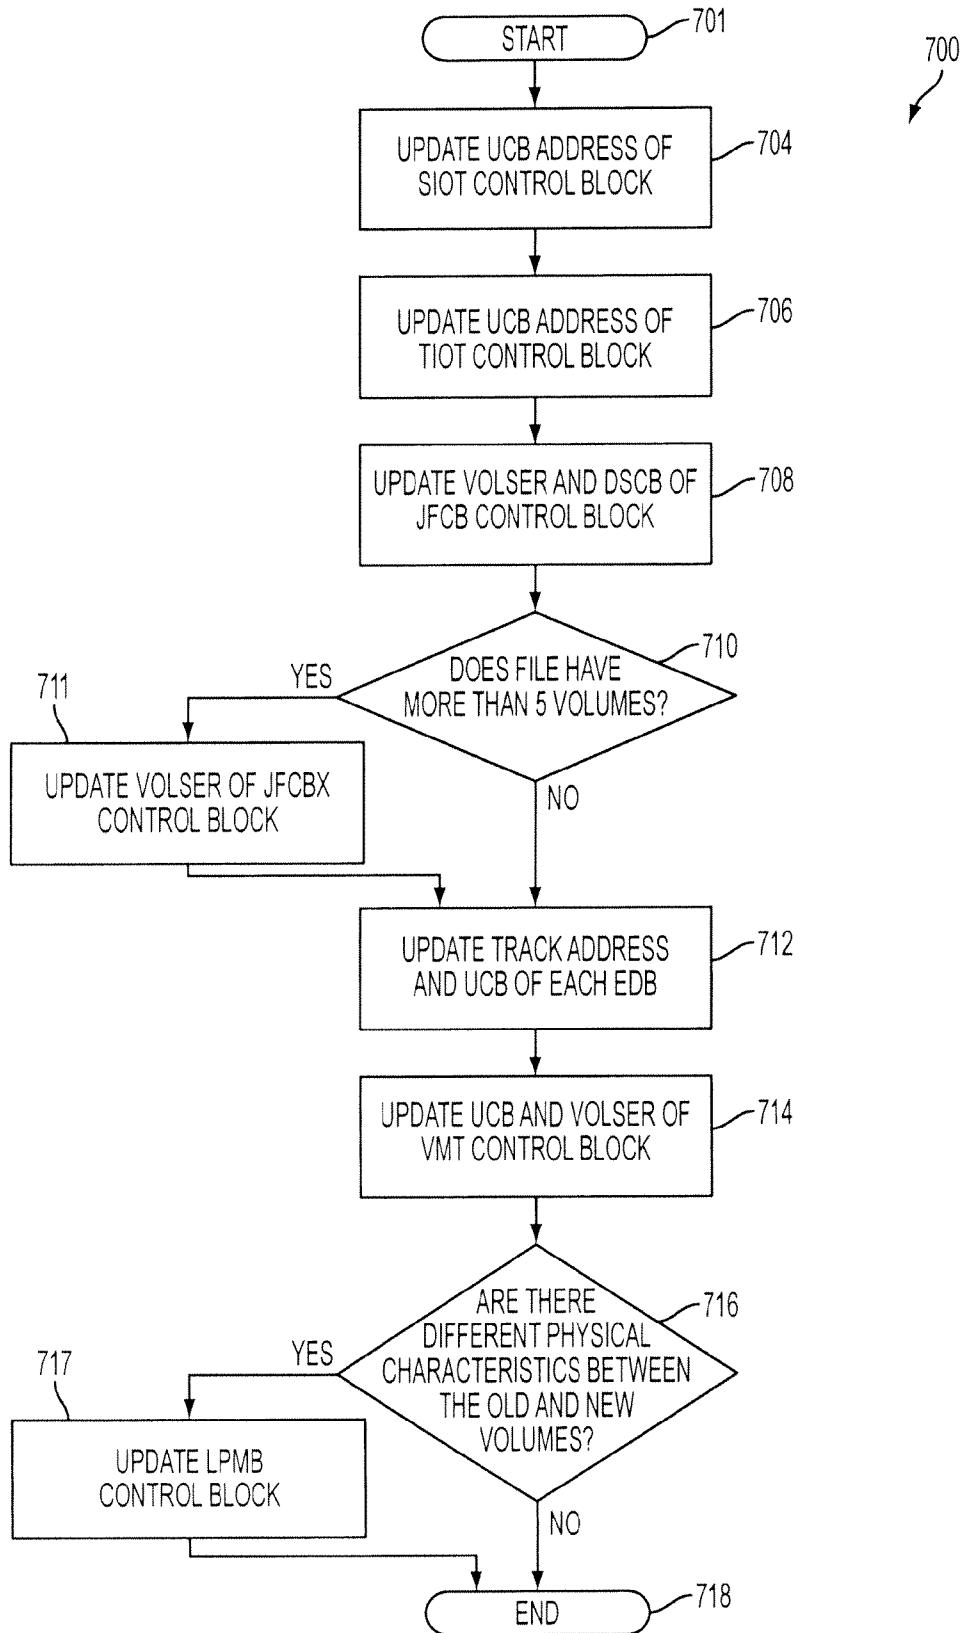 START
701
700
UPDATE UCB ADDRESS OF
SIOT CONTROL BLOCK
704
UPDATE UCB ADDRESS OF
TIOT CONTROL BLOCK
706
UPDATE VOLSER AND DSCB OF
JFCB CONTROL BLOCK
708
DOES FILE HAVE
MORE THAN 5 VOLUMES?
710
YES
711
UPDATE VOLSER OF JFCBX
CONTROL BLOCK
NO
UPDATE TRACK ADDRESS
AND UCB OF EACH EDB
712
UPDATE UCB AND VOLSER OF
VMT CONTROL BLOCK
714
ARE THERE
DIFFERENT PHYSICAL
CHARACTERISTICS BETWEEN
THE OLD AND NEW
VOLUMES?
716
YES
717
UPDATE LPMB
CONTROL BLOCK
NO
END
718